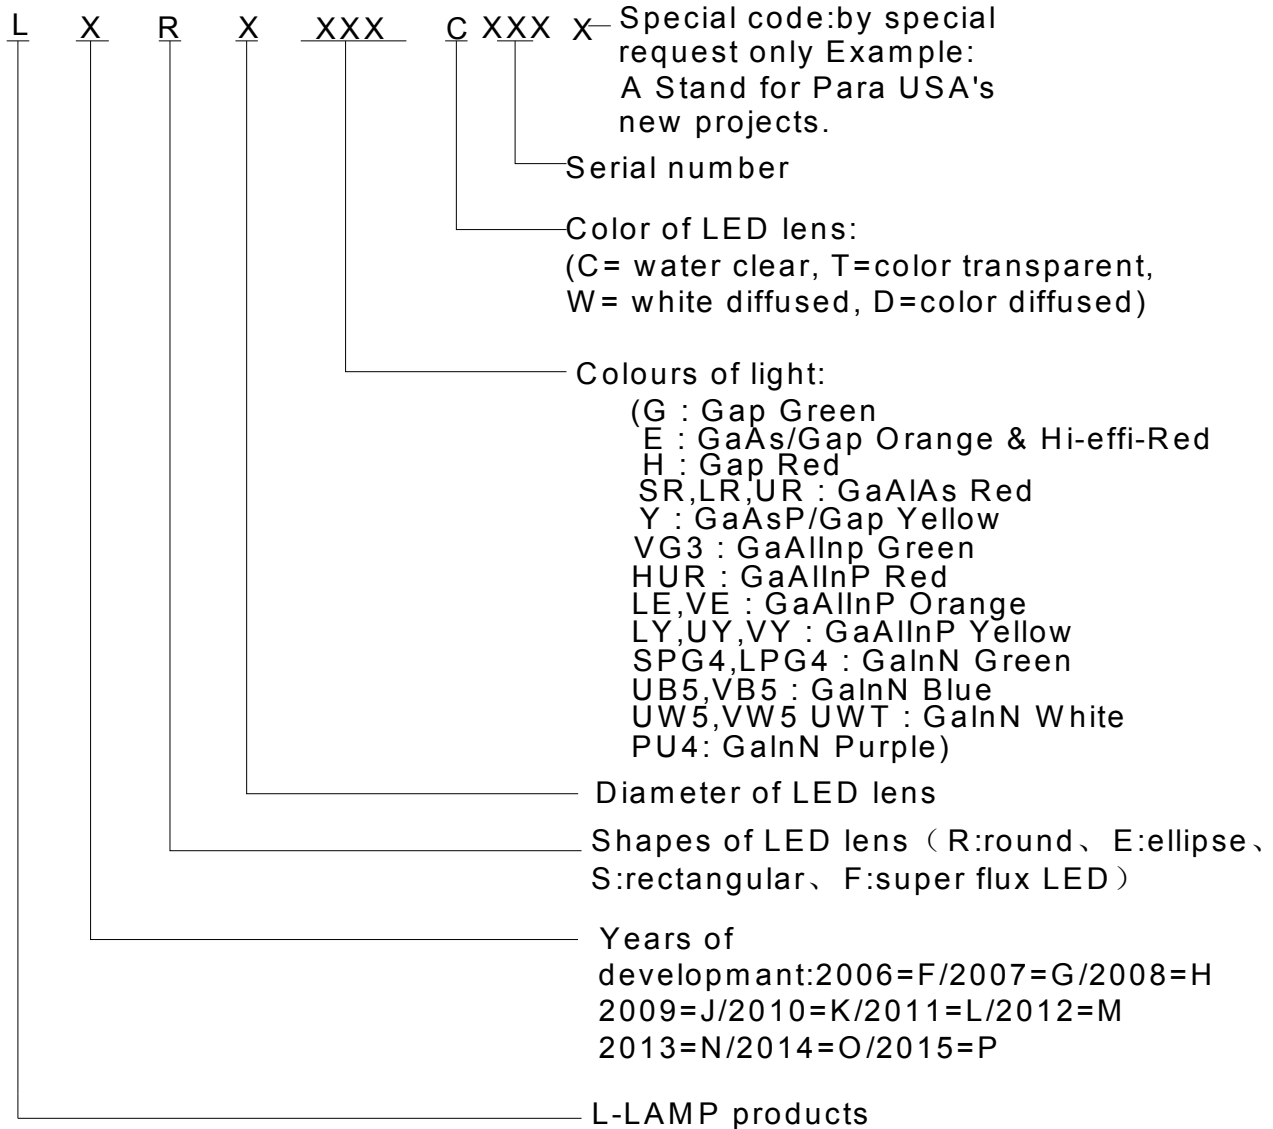 L X R X XXX C XXX X
Special code:by special
request only Example:
A Stand for Para USA's
new projects.
Serial number
Color of LED lens:
(C= water clear, T=color transparent,
W= white diffused, D=color diffused)
Colours of light:
(G : Gap Green
E : GaAs/Gap Orange & Hi-effi-Red
H : Gap Red
SR,LR,UR : GaAlAs Red
Y : GaAsP/Gap Yellow
VG3 : GaAlInp Green
HUR : GaAlInP Red
LE,VE : GaAlInP Orange
LY,UY,VY : GaAlInP Yellow
SPG4,LPG4 : GaInN Green
UB5,VB5 : GaInN Blue
UW5,VW5 UWT : GaInN White
PU4: GaInN Purple)
Diameter of LED lens
Shapes of LED lens（R:round、E:ellipse、
S:rectangular、F:super flux LED）
Years of
developmant:2006=F/2007=G/2008=H
2009=J/2010=K/2011=L/2012=M
2013=N/2014=O/2015=P
L-LAMP products